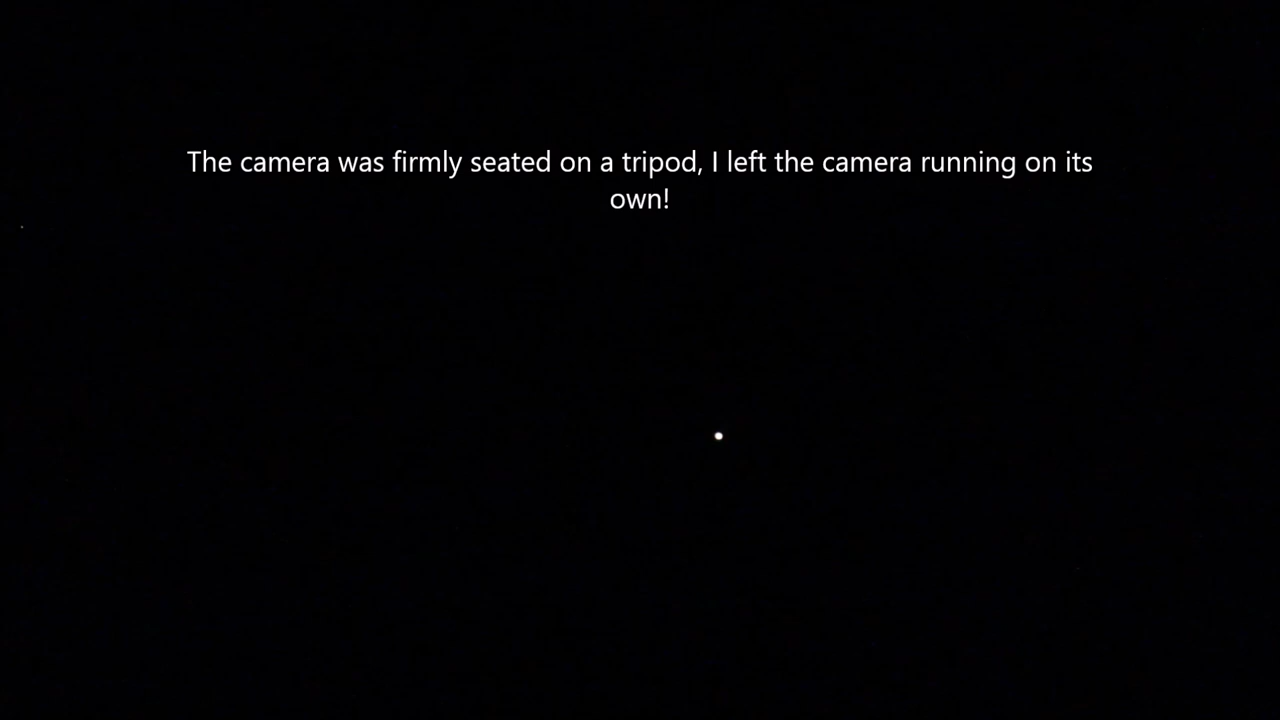 The camera was firmly seated on a tripod, I left the camera running on its
own!